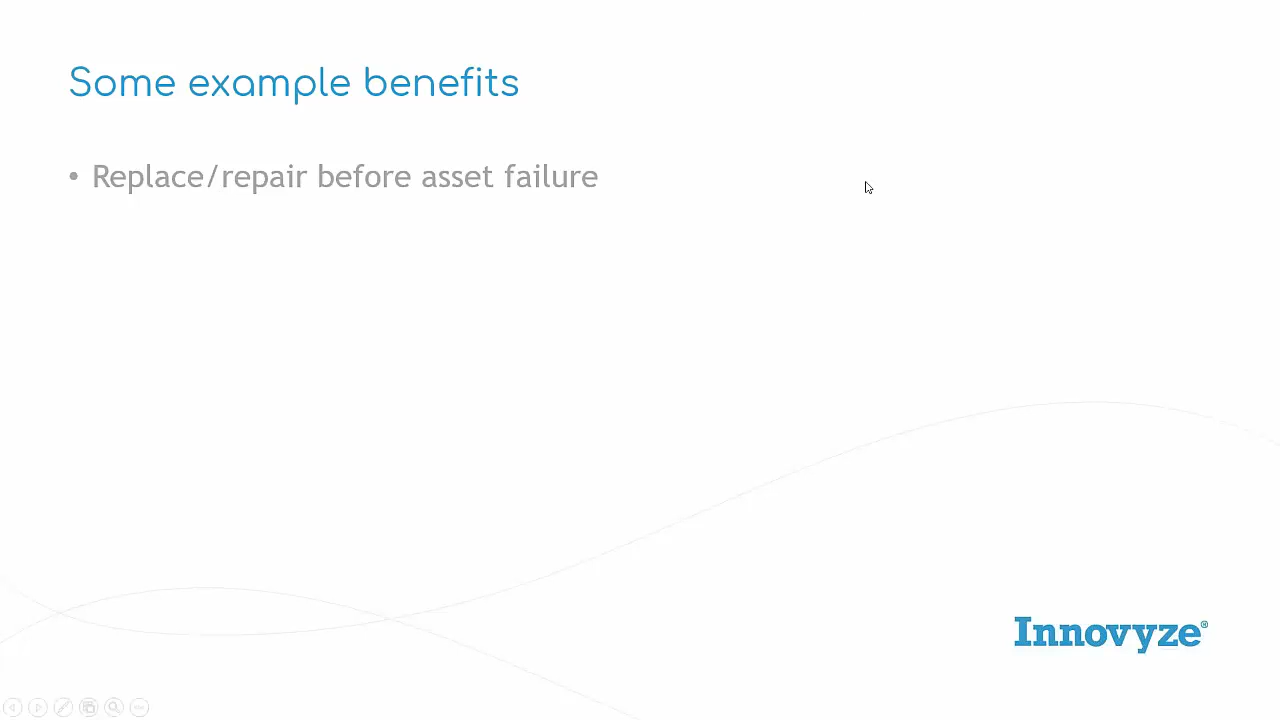 Some example benefits
• Replace/repair before asset failure
Innovyze®